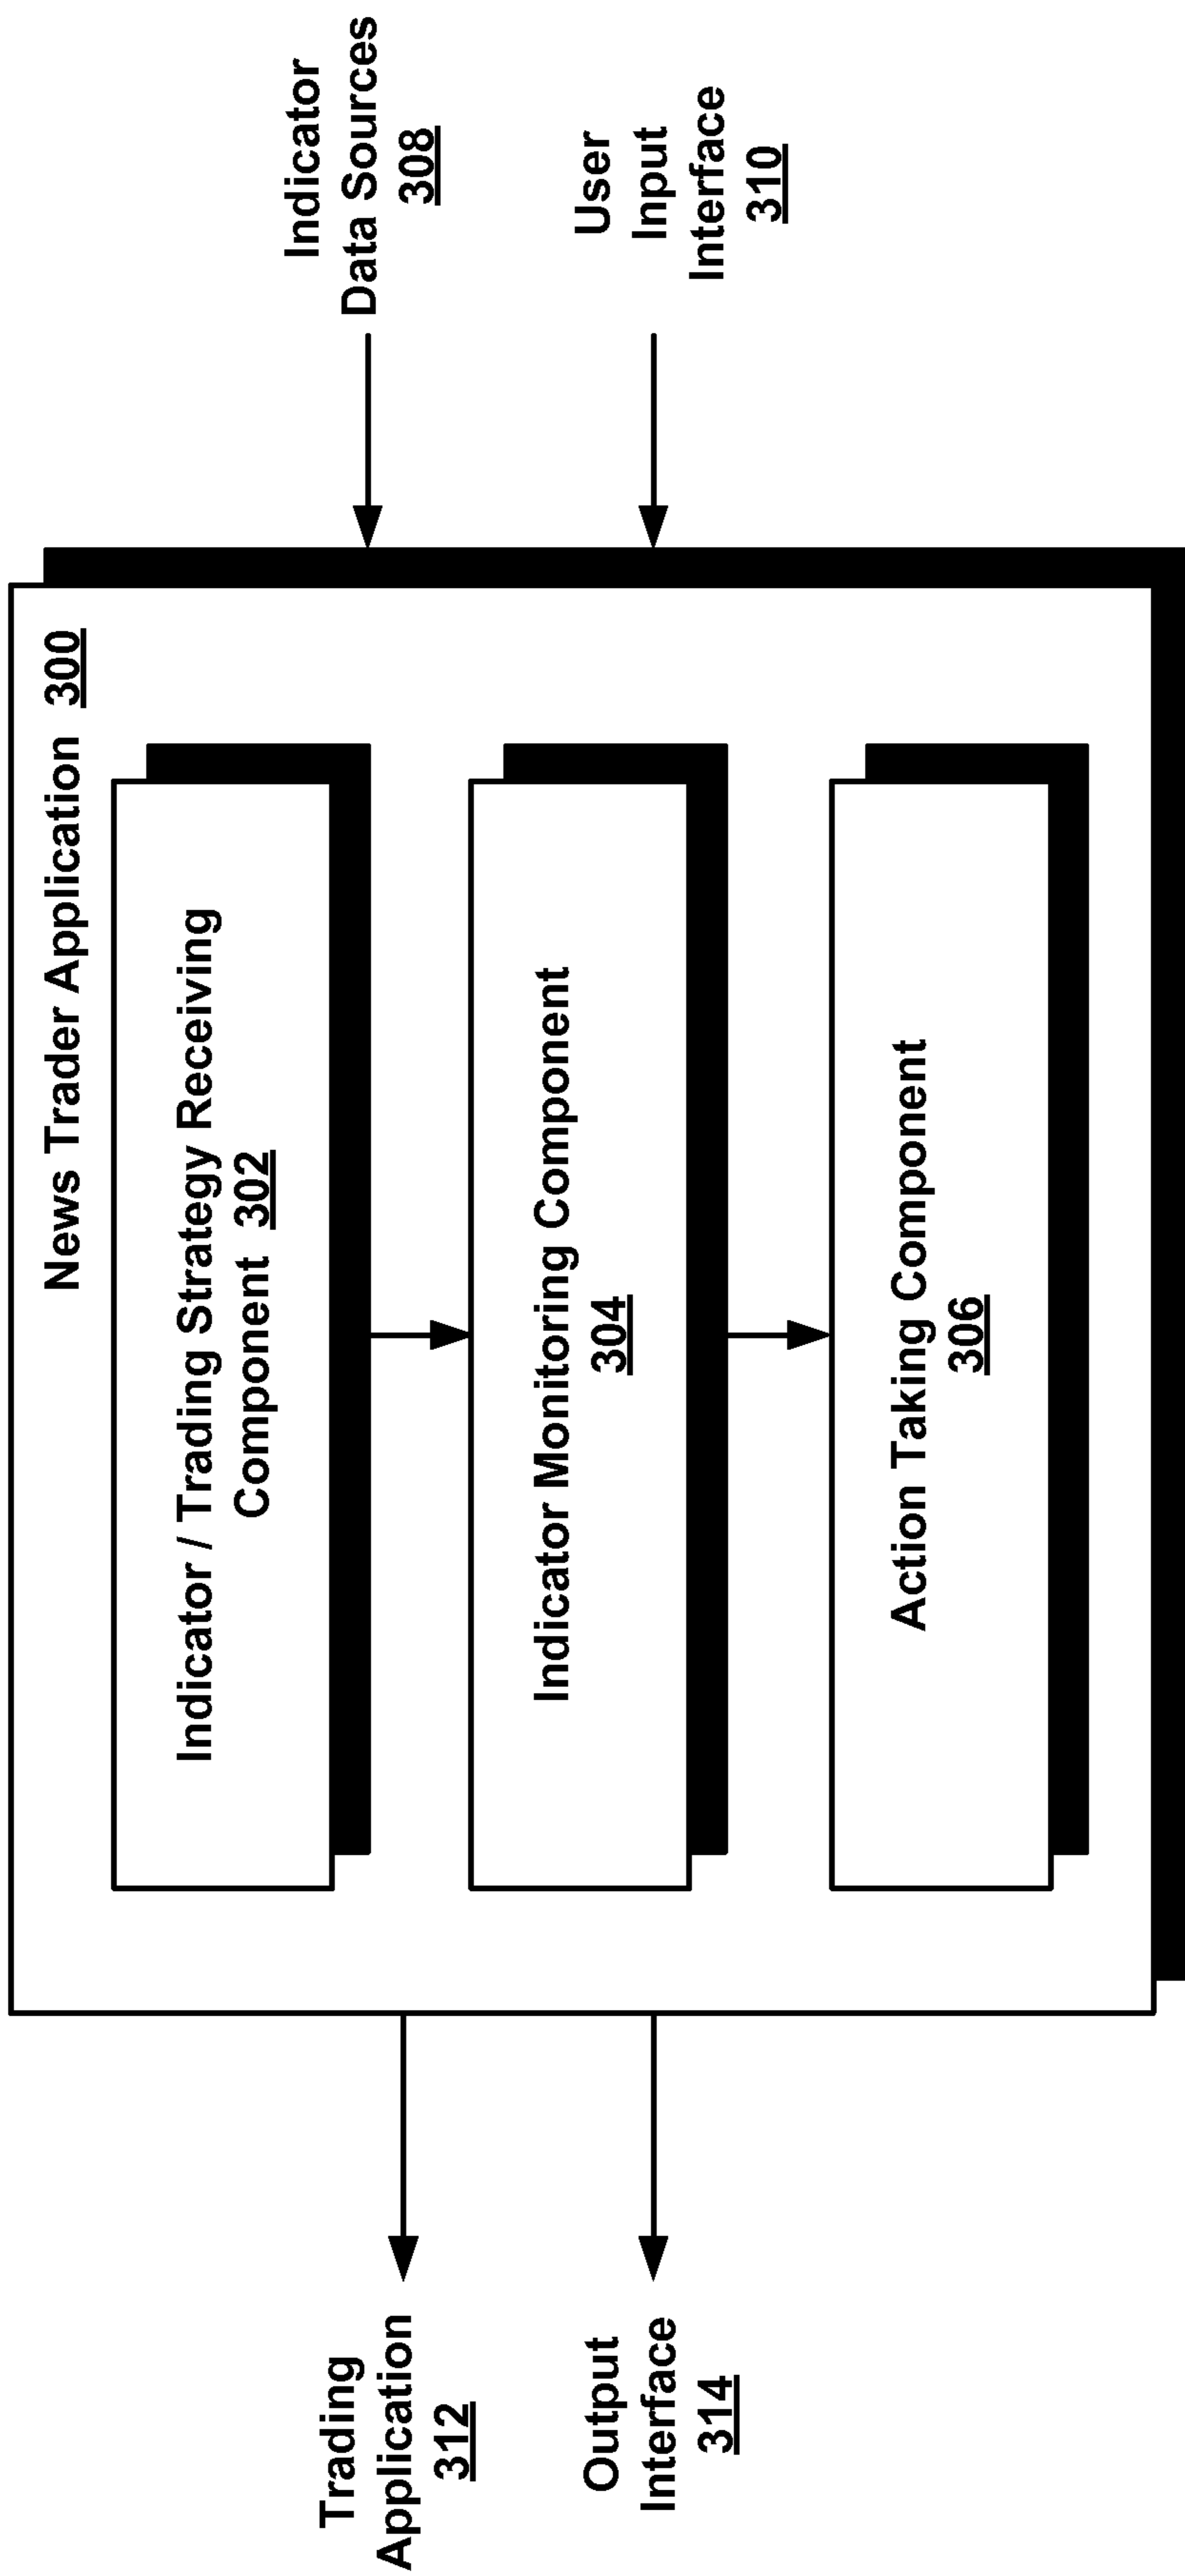 News Trader Application 300
Indicator / Trading Strategy Receiving
Component 302
Indicator Monitoring Component
304
Action Taking Component
306
Trading
Application
312
Output
Interface
314
Indicator
Data Sources
308
User
Input
Interface
310